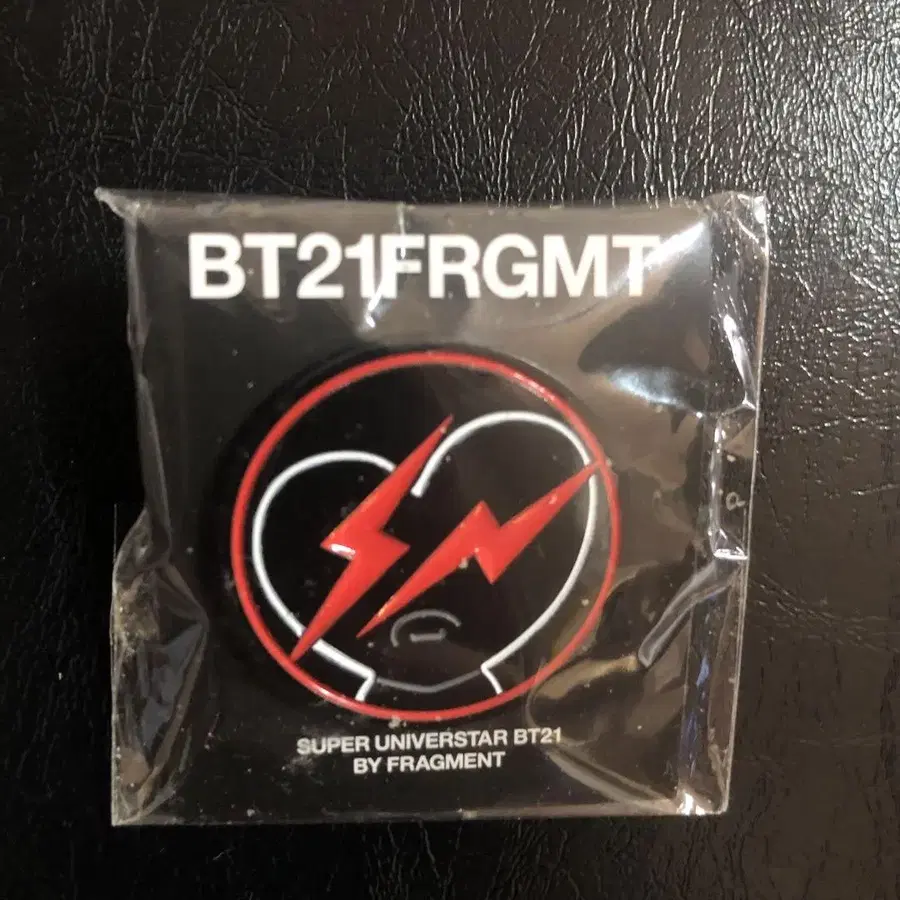 BT21FRGMT
SUPER UNIVERSTAR BT21
BY FRAGMENT